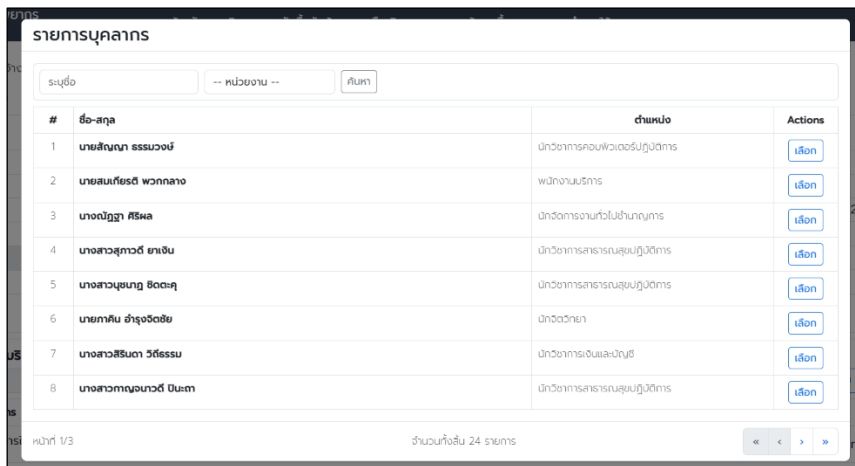 รายการบุคลากร
ระบุชื่อ -- หน่วยงาน -- ค้นหา
# ชื่อ-สกุล ตำแหน่ง Actions
1 นายสัญญา ธรรมวงษ์ นักวิชาการคอมพิวเตอร์ปฏิบัติการ เลือก
2 นายสมเกียรติ พวกกลาง พนักงานบริการ เลือก
3 นางณัฏฐา ศิริผล นักจัดการงานทั่วไปชำนาญการ เลือก
4 นางสาวสุภาวดี ยาเงิน นักวิชาการสาธารณสุขปฏิบัติการ เลือก
5 นางสาวนุชนาฏ ชิดตะคุ นักวิชาการสาธารณสุขปฏิบัติการ เลือก
6 นายภาคิน อำรุงจิตชัย นักจิตวิทยา เลือก
7 นางสาวสิรินดา วิถีธรรม นักวิชาการเงินและบัญชี เลือก
8 นางสาวกาญจนาวดี ปินะถา นักวิชาการสาธารณสุขปฏิบัติการ เลือก
หน้าที่ 1/3 จำนวนทั้งสิ้น 24 รายการ « ‹ › »